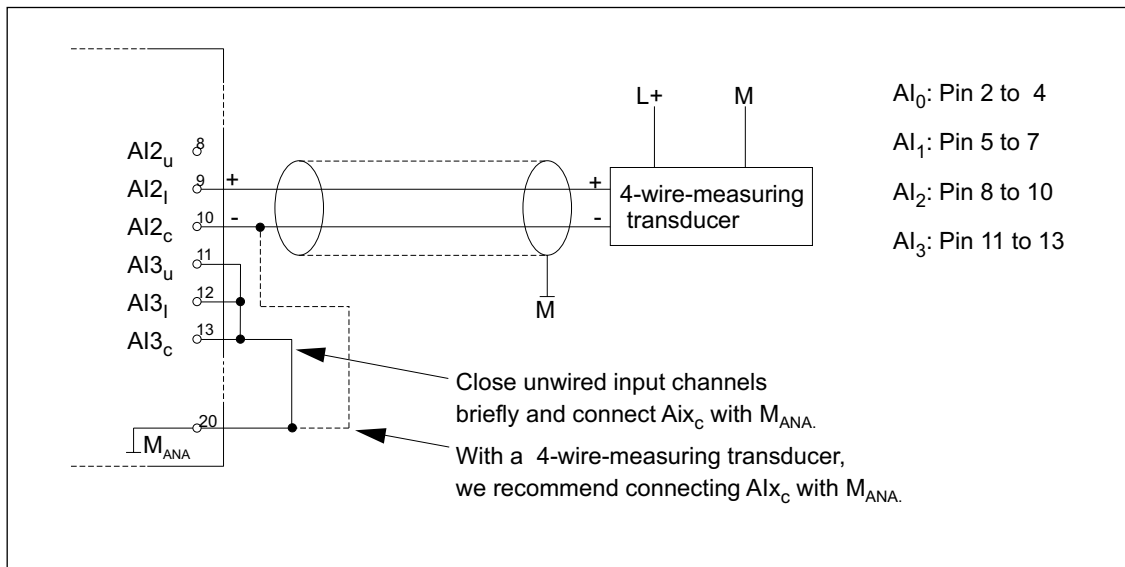 L+ M
AI0: Pin 2 to 4
AI1: Pin 5 to 7
AI2: Pin 8 to 10
AI3: Pin 11 to 13
AI2u 8
AI2I 9 +
AI2c 10 -
AI3u 11
AI3I 12
AI3c 13
MANA 20
+ 4-wire-measuring
- transducer
M
Close unwired input channels
briefly and connect Aixc with MANA.
With a 4-wire-measuring transducer,
we recommend connecting AIxc with MANA.